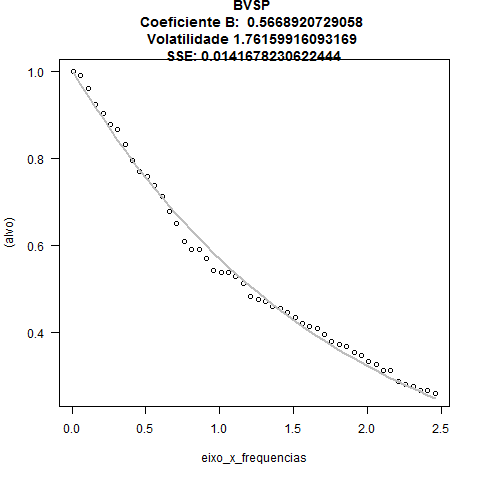 BVSP
Coeficiente B:  0.5668920729058
Volatilidade 1.76159916093169
SSE: 0.0141678230622444
1.0
0.8
0.6
0.4
(alvo)
0.0
0.5
1.0
1.5
2.0
2.5
eixo_x_frequencias